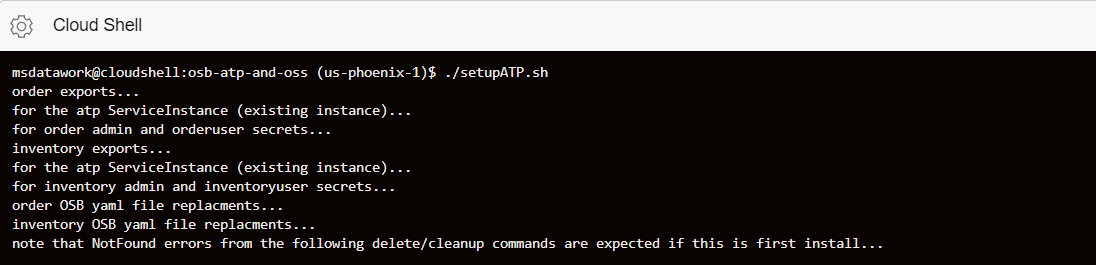 Cloud Shell
msdatawork@cloudshell:osb-atp-and-oss (us-phoenix-1)$ ./setupATP.sh
order exports...
for the atp ServiceInstance (existing instance)...
for order admin and orderuser secrets...
inventory exports...
for the atp ServiceInstance (existing instance)...
for inventory admin and inventoryuser secrets...
order OSB yaml file replacments...
inventory OSB yaml file replacments...
note that NotFound errors from the following delete/cleanup commands are expected if this is first install...